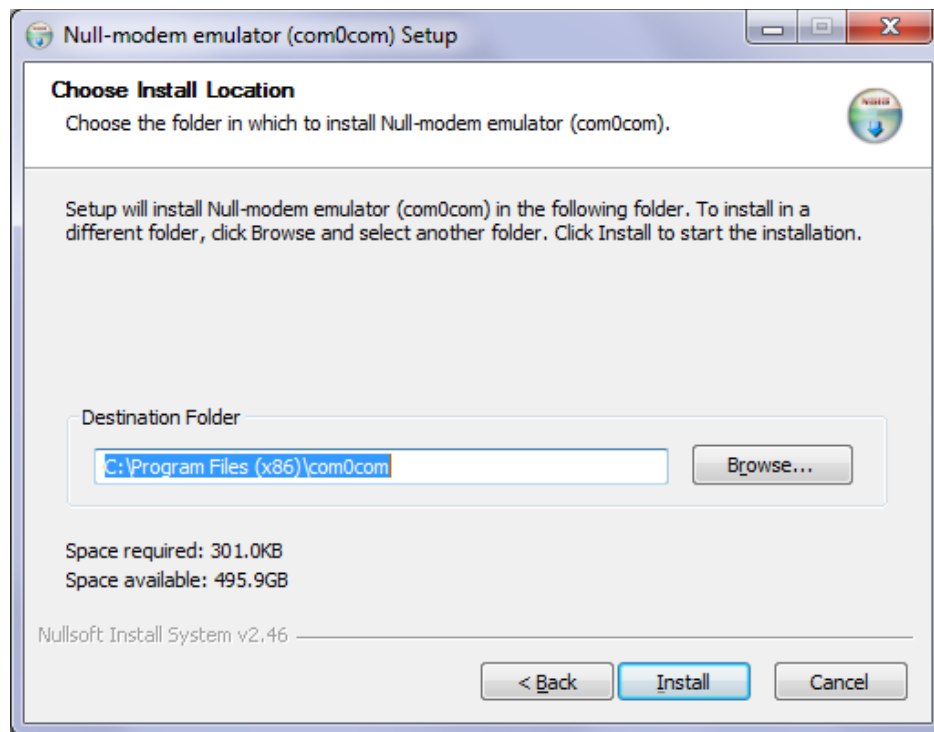 Null-modem emulator (com0com) Setup
Choose Install Location
Choose the folder in which to install Null-modem emulator (com0com).
NSIS
Setup will install Null-modem emulator (com0com) in the following folder. To install in a
different folder, click Browse and select another folder. Click Install to start the installation.
Destination Folder
C:\Program Files (x86)\com0com
Browse...
Space required: 301.0KB
Space available: 495.9GB
Nullsoft Install System v2.46
< Back
Install
Cancel